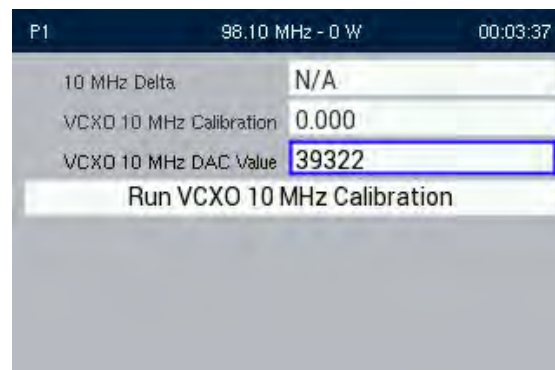 P1 98.10 MHz - 0 W 00:03:37
10 MHz Delta N/A
VCXO 10 MHz Calibration 0.000
VCXO 10 MHz DAC Value 39322
Run VCXO 10 MHz Calibration